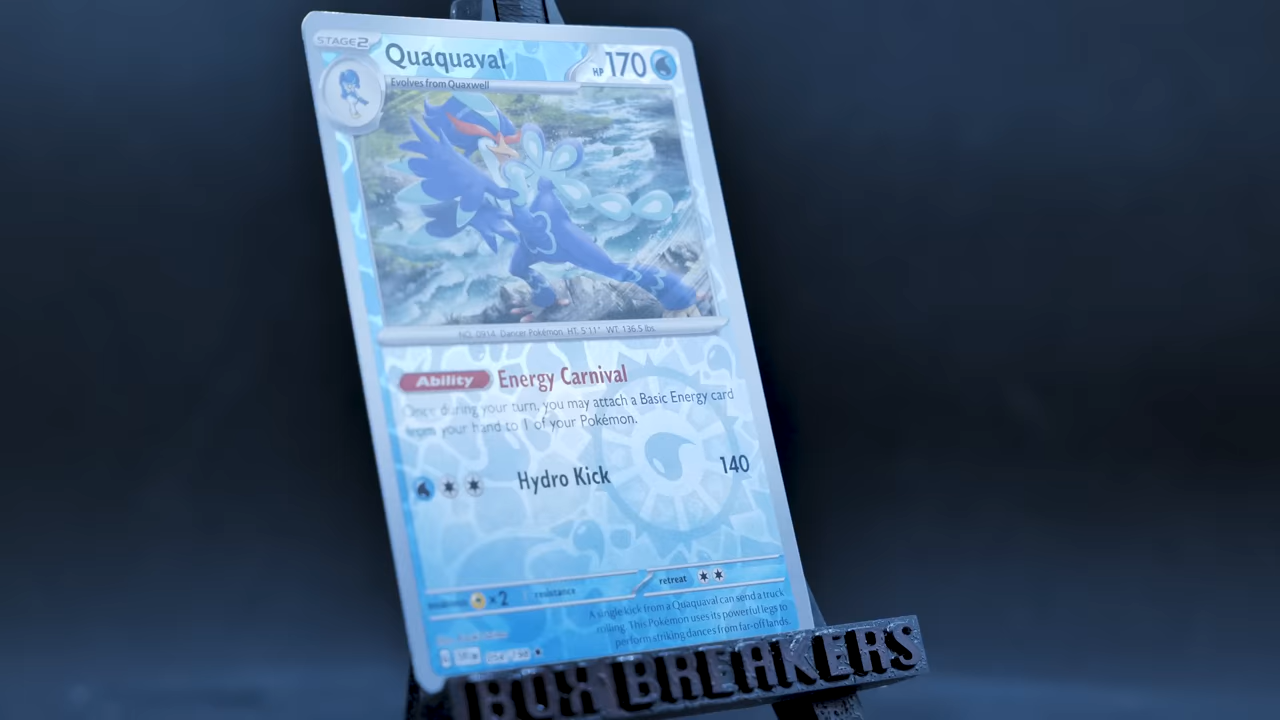 STAGE2
Quaquaval
HP 170
Evolves from Quaxwell
NO. 0914 Dancer Pokémon HT: 5'11" WT: 136.5 lbs.
Ability Energy Carnival
Once during your turn, you may attach a Basic Energy card
from your hand to 1 of your Pokémon.
Hydro Kick 140
weakness ×2 resistance retreat
A single kick from a Quaquaval can send a truck
rolling. This Pokémon uses its powerful legs to
perform striking dances from far-off lands.
BOX BREAKERS